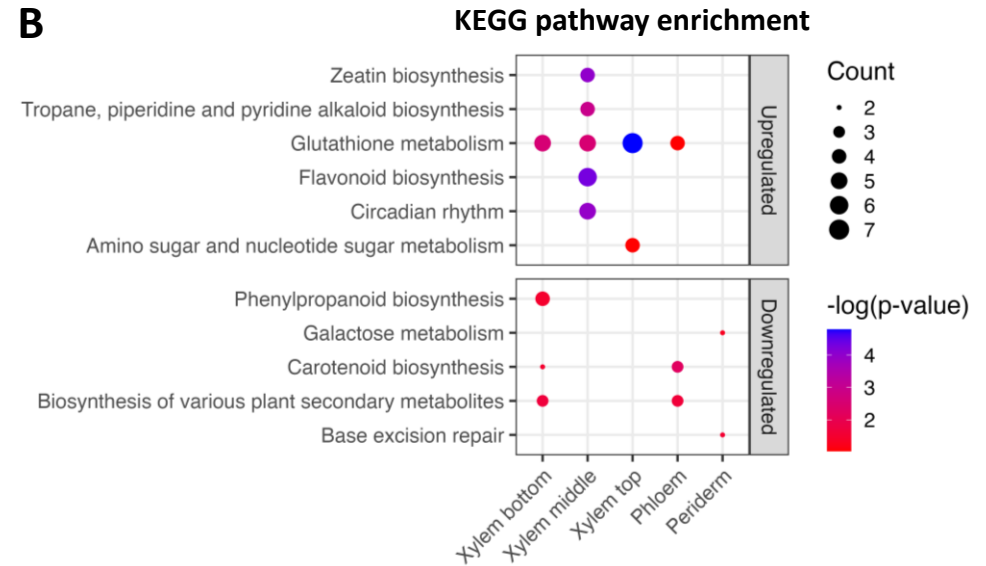 B
KEGG pathway enrichment
Zeatin biosynthesis
Tropane, piperidine and pyridine alkaloid biosynthesis
Glutathione metabolism
Flavonoid biosynthesis
Circadian rhythm
Amino sugar and nucleotide sugar metabolism
Upregulated
Phenylpropanoid biosynthesis
Galactose metabolism
Carotenoid biosynthesis
Biosynthesis of various plant secondary metabolites
Base excision repair
Downregulated
Xylem bottom
Xylem middle
Xylem top
Phloem
Periderm
Count
2
3
4
5
6
7
-log(p-value)
4
3
2